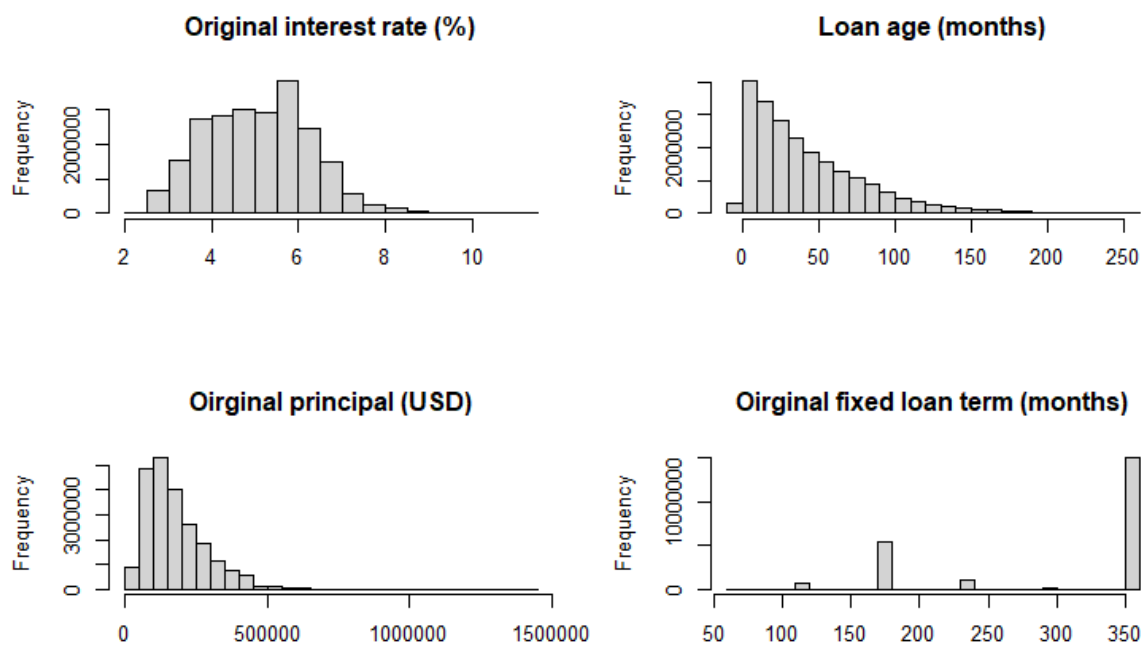 Original interest rate (%)
Frequency
0
2000000
2 4 6 8 10
Loan age (months)
Frequency
0
2000000
0 50 100 150 200 250
Oirginal principal (USD)
Frequency
0
3000000
0 500000 1000000 1500000
Oirginal fixed loan term (months)
Frequency
0
10000000
50 100 150 200 250 300 350